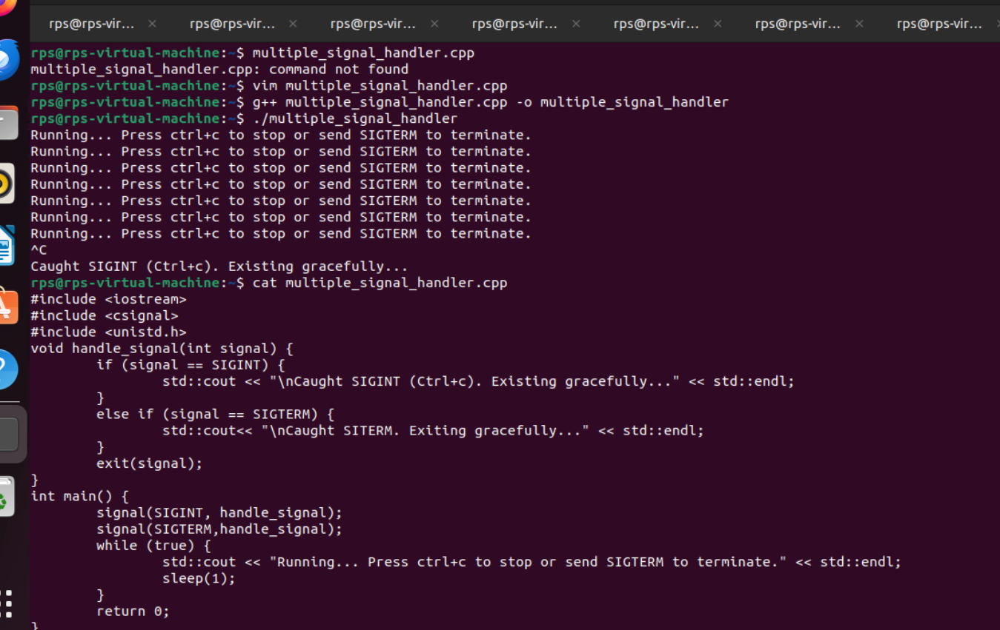 rps@rps-vir... × rps@rps-vir... × rps@rps-vir... × rps@rps-vir... × rps@rps-vir... × rps@rps-vir... × rps@rps-vir...
rps@rps-virtual-machine:~$ multiple_signal_handler.cpp
multiple_signal_handler.cpp: command not found
rps@rps-virtual-machine:~$ vim multiple_signal_handler.cpp
rps@rps-virtual-machine:~$ g++ multiple_signal_handler.cpp -o multiple_signal_handler
rps@rps-virtual-machine:~$ ./multiple_signal_handler
Running... Press ctrl+c to stop or send SIGTERM to terminate.
Running... Press ctrl+c to stop or send SIGTERM to terminate.
Running... Press ctrl+c to stop or send SIGTERM to terminate.
Running... Press ctrl+c to stop or send SIGTERM to terminate.
Running... Press ctrl+c to stop or send SIGTERM to terminate.
Running... Press ctrl+c to stop or send SIGTERM to terminate.
Running... Press ctrl+c to stop or send SIGTERM to terminate.
^C
Caught SIGINT (Ctrl+c). Existing gracefully...
rps@rps-virtual-machine:~$ cat multiple_signal_handler.cpp
#include <iostream>
#include <csignal>
#include <unistd.h>
void handle_signal(int signal) {
        if (signal == SIGINT) {
                std::cout << "\nCaught SIGINT (Ctrl+c). Existing gracefully..." << std::endl;
        }
        else if (signal == SIGTERM) {
                std::cout<< "\nCaught SITERM. Exiting gracefully..." << std::endl;
        }
        exit(signal);
}
int main() {
        signal(SIGINT, handle_signal);
        signal(SIGTERM,handle_signal);
        while (true) {
                std::cout << "Running... Press ctrl+c to stop or send SIGTERM to terminate." << std::endl;
                sleep(1);
        }
        return 0;
}